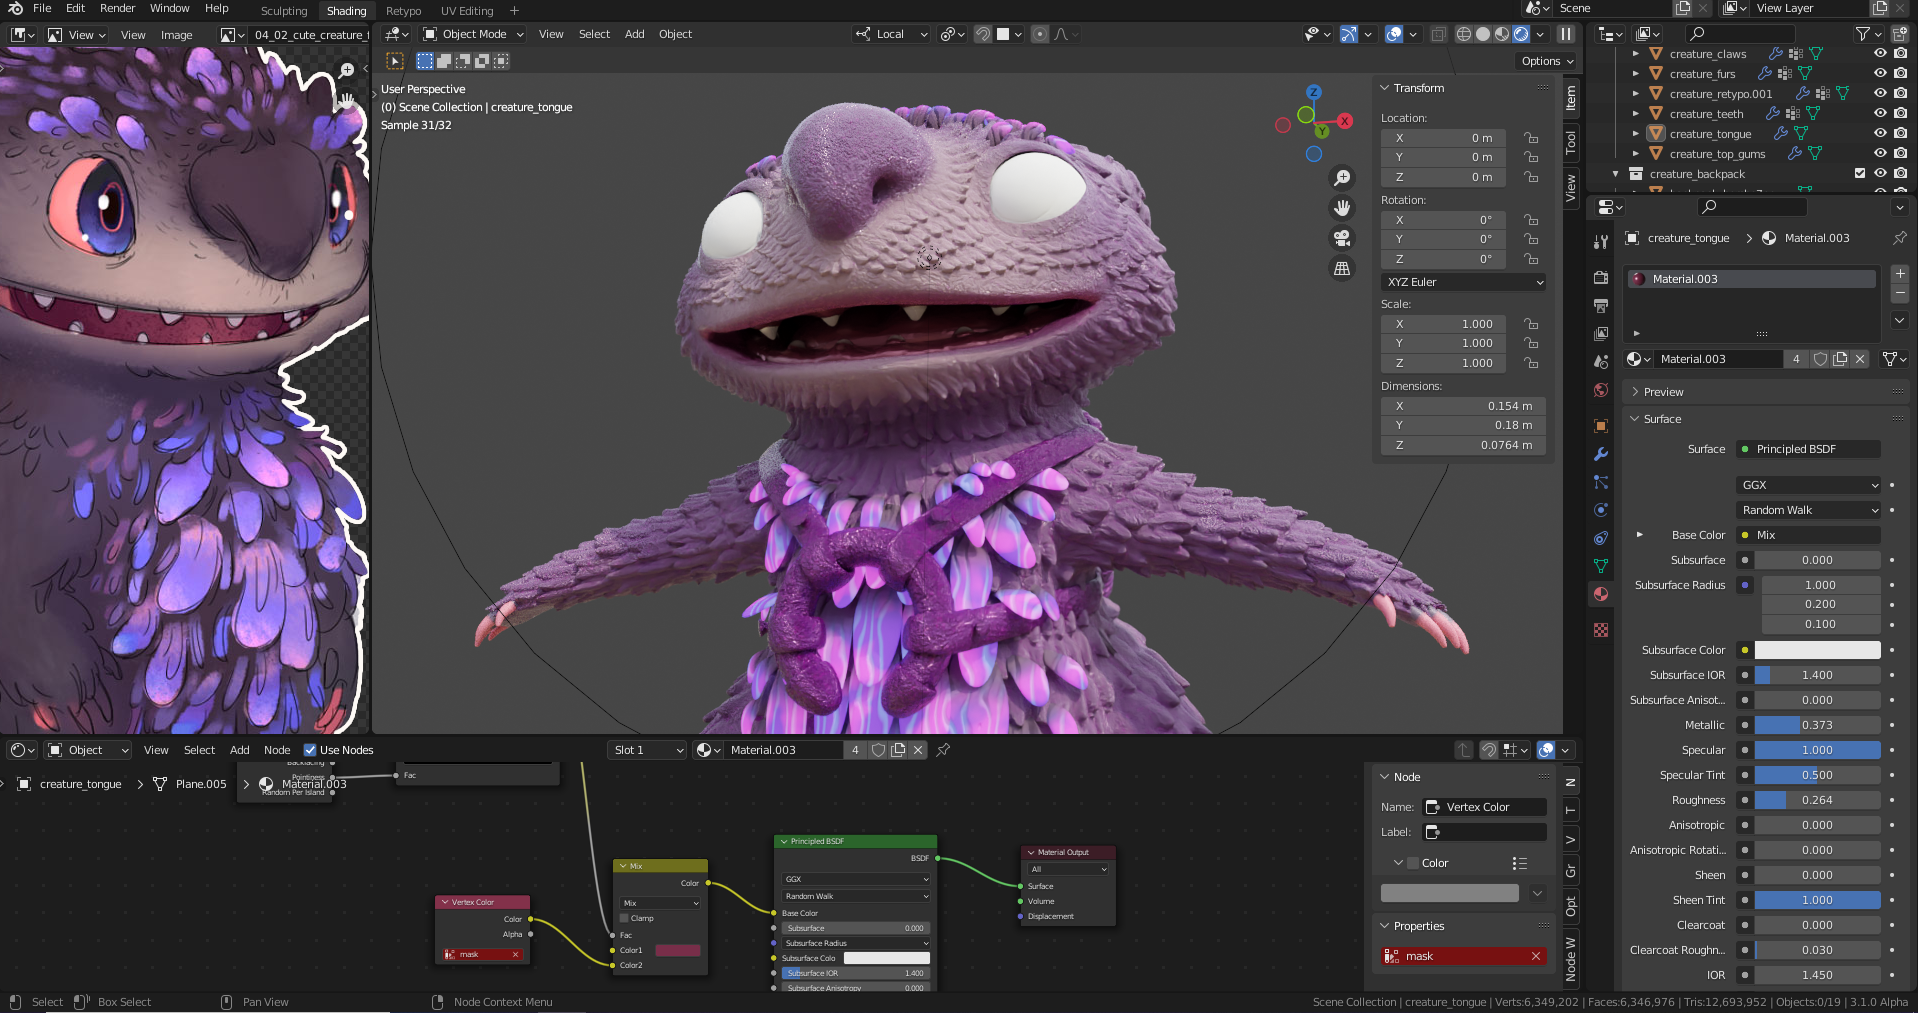 File Edit Render Window Help Sculpting Shading Retypo UV Editing + Scene View Layer
View View Image 04_02_cute_creature_f
Object Mode View Select Add Object Local
Options
User Perspective
(0) Scene Collection | creature_tongue
Sample 31/32
Z
X
Y
Transform
Location:
X 0 m
Y 0 m
Z 0 m
Rotation:
X 0°
Y 0°
Z 0°
XYZ Euler
Scale:
X 1.000
Y 1.000
Z 1.000
Dimensions:
X 0.154 m
Y 0.18 m
Z 0.0764 m
Item
Tool
View
creature_claws
creature_furs
creature_retypo.001
creature_teeth
creature_tongue
creature_top_gums
creature_backpack
creature_tongue > Material.003
Material.003
Material.003 4
Preview
Surface
Surface Principled BSDF
GGX
Random Walk
Base Color Mix
Subsurface 0.000
Subsurface Radius 1.000
0.200
0.100
Subsurface Color
Subsurface IOR 1.400
Subsurface Anisot... 0.000
Metallic 0.373
Specular 1.000
Specular Tint 0.500
Roughness 0.264
Anisotropic 0.000
Anisotropic Rotati... 0.000
Sheen 0.000
Sheen Tint 1.000
Clearcoat 0.000
Clearcoat Roughn... 0.030
IOR 1.450
Object View Select Add Node Use Nodes Slot 1 Material.003 4
creature_tongue > Plane.005 > Material.003
Backfacing
Pointiness
Random Per Island
Fac
Vertex Color
Color
Alpha
mask
Mix
Color
Mix
Clamp
Fac
Color1
Color2
Principled BSDF
BSDF
GGX
Random Walk
Base Color
Subsurface 0.000
Subsurface Radius
Subsurface Colo
Subsurface IOR 1.400
Subsurface Anisotropy 0.000
Material Output
All
Surface
Volume
Displacement
Node
Name: Vertex Color
Label:
Color
Properties
mask
N
T
V
Gr
Opt
Node W
Select Box Select Pan View Node Context Menu
Scene Collection | creature_tongue | Verts:6,349,202 | Faces:6,346,976 | Tris:12,693,952 | Objects:0/19 | 3.1.0 Alpha